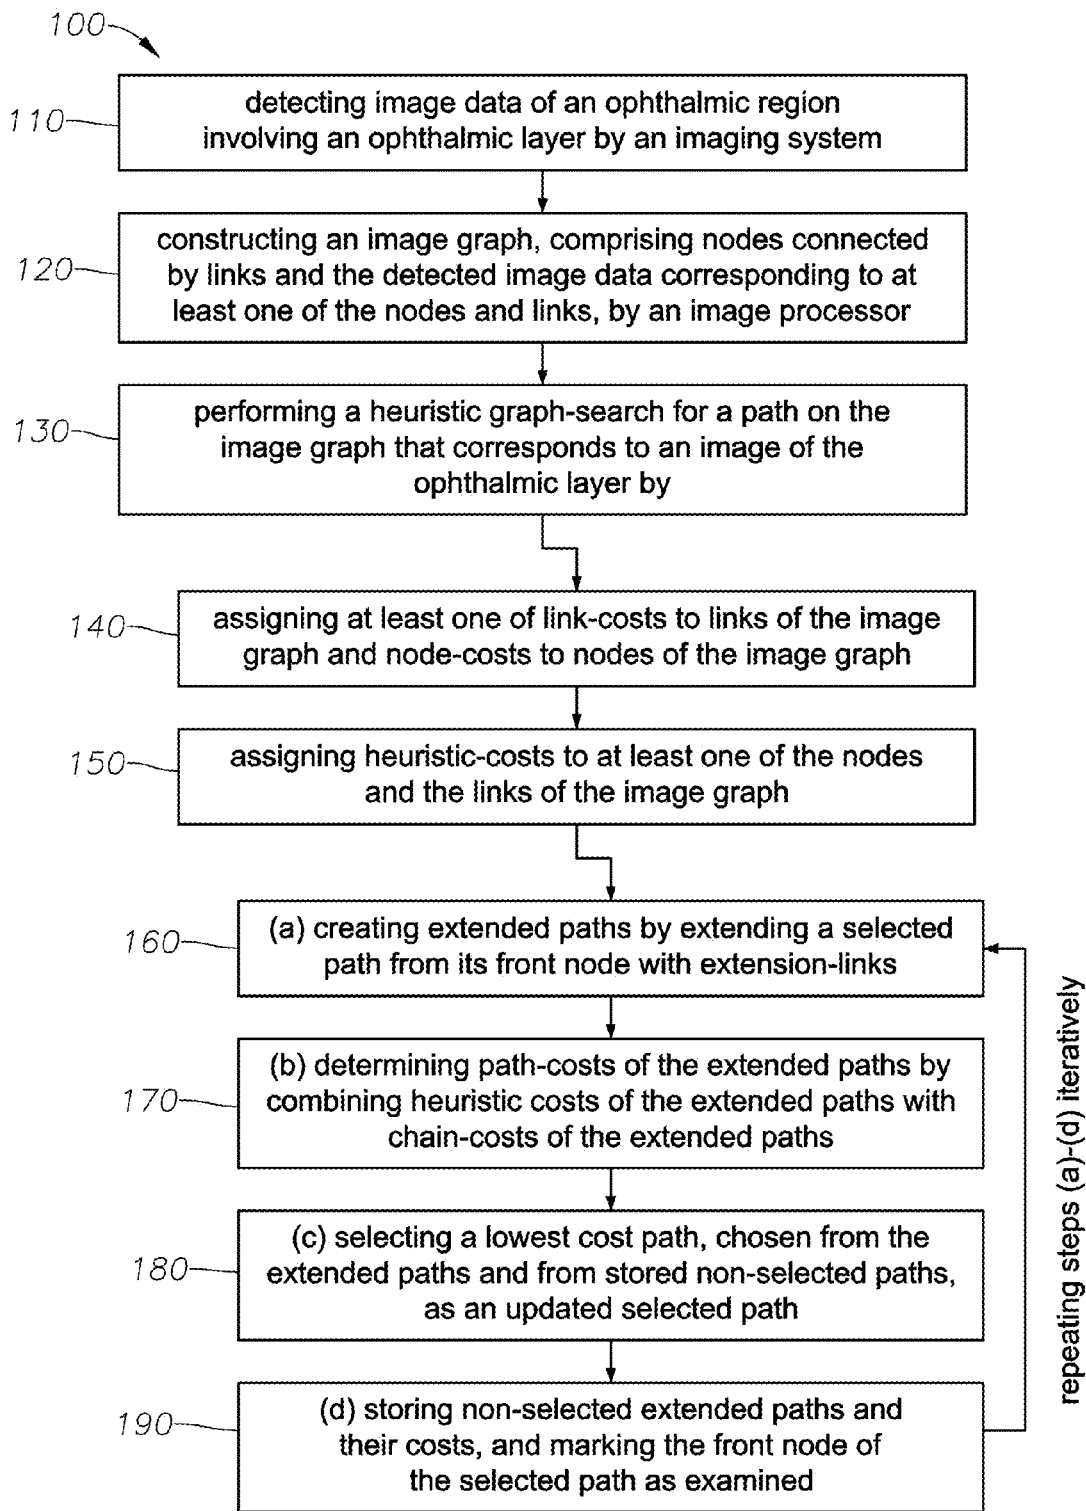 100
110
detecting image data of an ophthalmic region
involving an ophthalmic layer by an imaging system
120
constructing an image graph, comprising nodes connected
by links and the detected image data corresponding to at
least one of the nodes and links, by an image processor
130
performing a heuristic graph-search for a path on the
image graph that corresponds to an image of the
ophthalmic layer by
140
assigning at least one of link-costs to links of the image
graph and node-costs to nodes of the image graph
150
assigning heuristic-costs to at least one of the nodes
and the links of the image graph
160
(a) creating extended paths by extending a selected
path from its front node with extension-links
170
(b) determining path-costs of the extended paths by
combining heuristic costs of the extended paths with
chain-costs of the extended paths
180
(c) selecting a lowest cost path, chosen from the
extended paths and from stored non-selected paths,
as an updated selected path
190
(d) storing non-selected extended paths and
their costs, and marking the front node of
the selected path as examined
repeating steps (a)-(d) iteratively